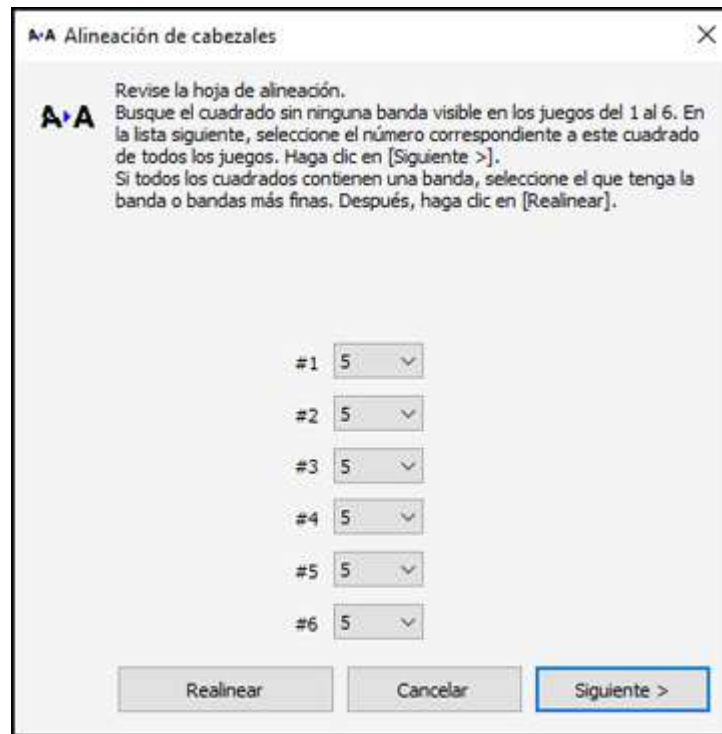 A▸A Alineación de cabezales
Revise la hoja de alineación.
A▸A
Busque el cuadrado sin ninguna banda visible en los juegos del 1 al 6. En
la lista siguiente, seleccione el número correspondiente a este cuadrado
de todos los juegos. Haga clic en [Siguiente >].
Si todos los cuadrados contienen una banda, seleccione el que tenga la
banda o bandas más finas. Después, haga clic en [Realinear].
#1 5
#2 5
#3 5
#4 5
#5 5
#6 5
Realinear Cancelar Siguiente >